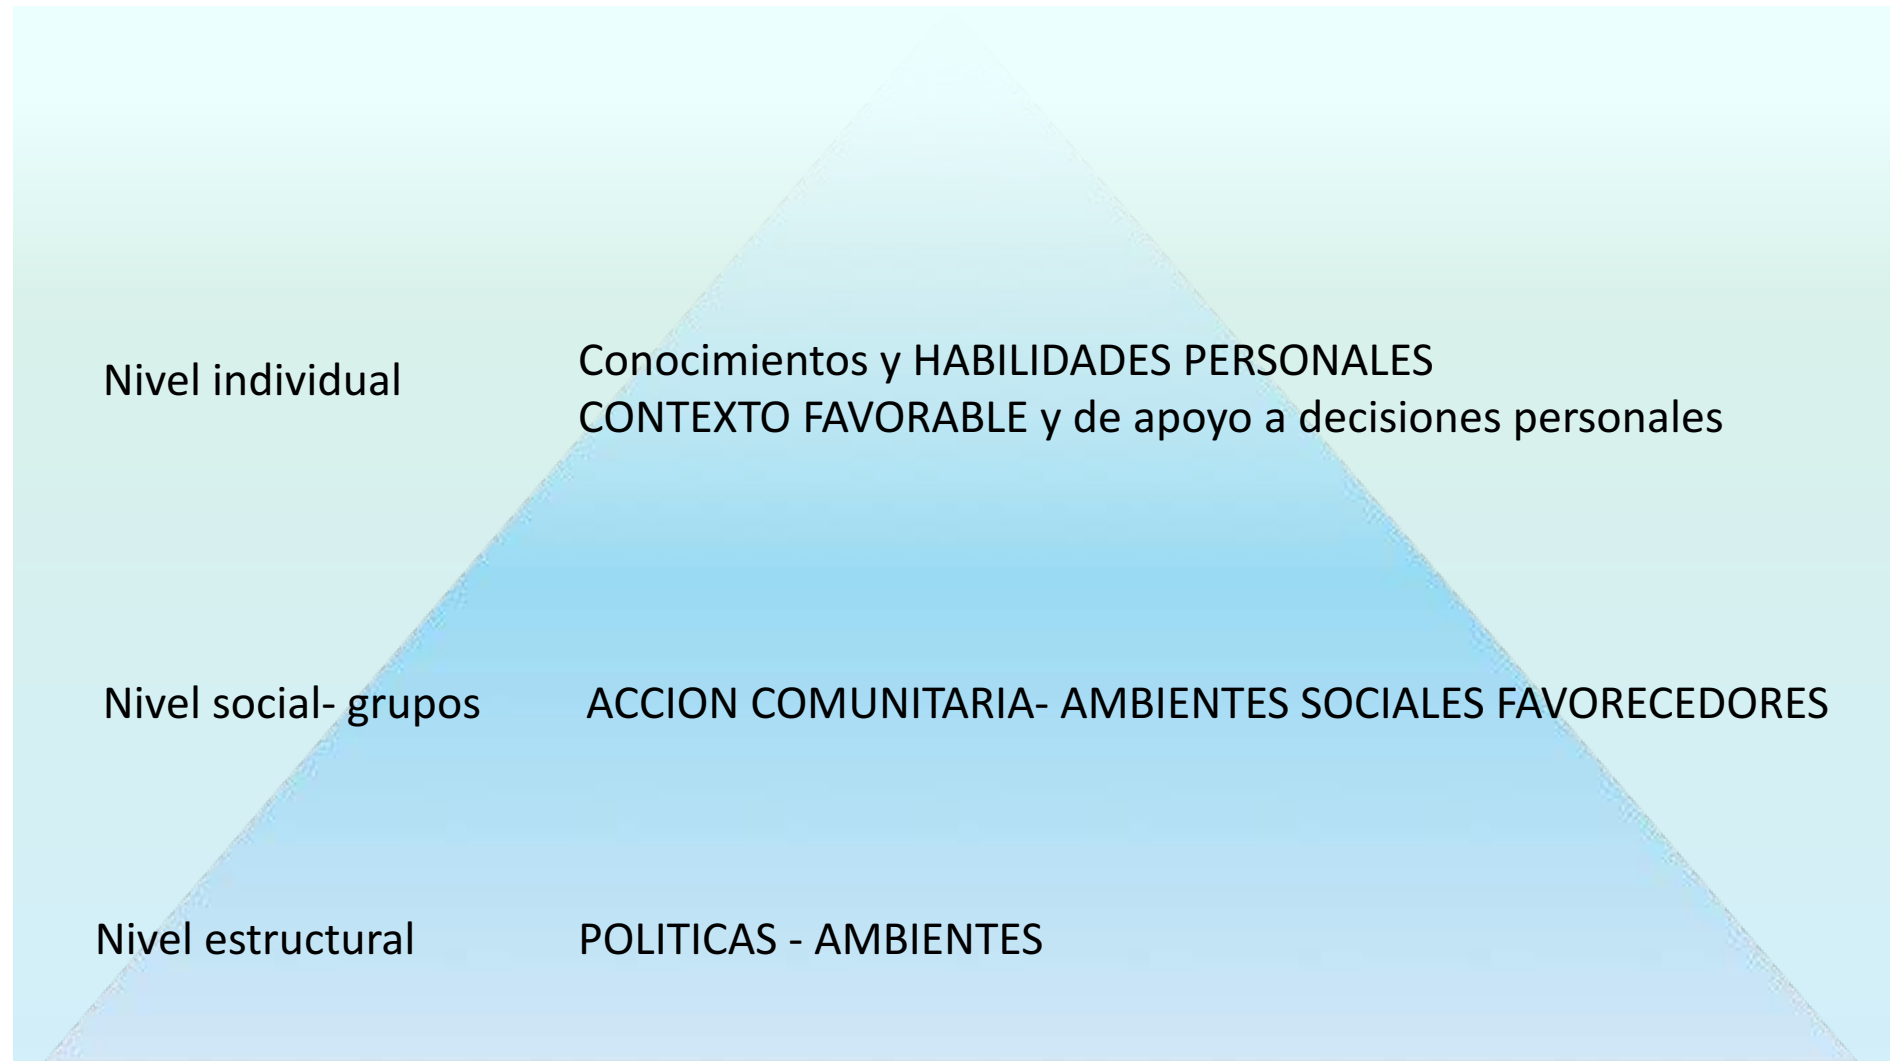 Nivel individual
Conocimientos y HABILIDADES PERSONALES
CONTEXTO FAVORABLE y de apoyo a decisiones personales
Nivel social- grupos
ACCION COMUNITARIA- AMBIENTES SOCIALES FAVORECEDORES
Nivel estructural
POLITICAS - AMBIENTES